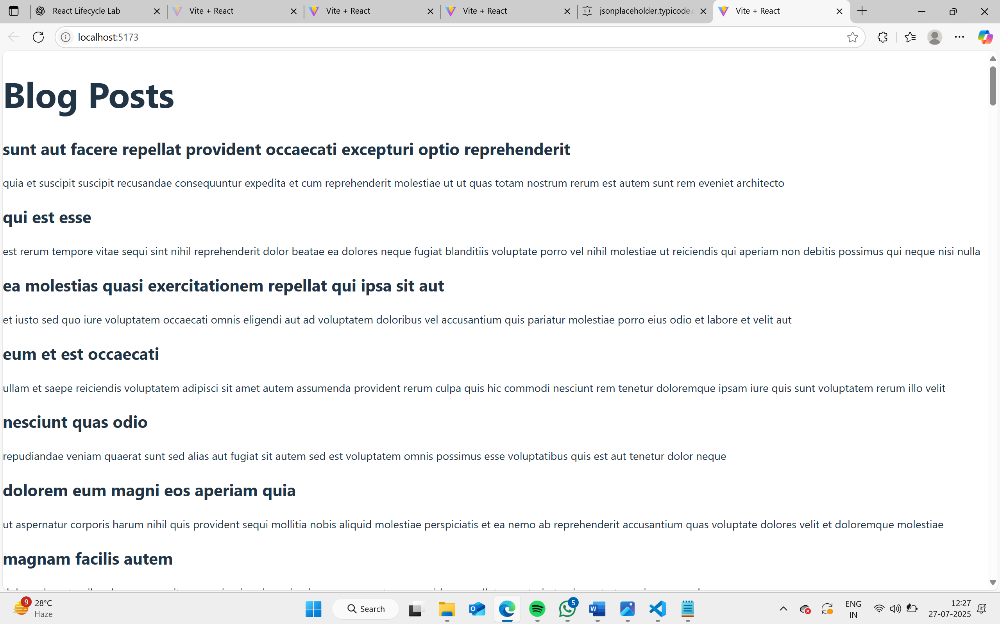 React Lifecycle Lab
Vite + React
Vite + React
Vite + React
jsonplaceholder.typicode.
Vite + React
localhost:5173
Blog Posts
sunt aut facere repellat provident occaecati excepturi optio reprehenderit
quia et suscipit suscipit recusandae consequuntur expedita et cum reprehenderit molestiae ut ut quas totam nostrum rerum est autem sunt rem eveniet architecto
qui est esse
est rerum tempore vitae sequi sint nihil reprehenderit dolor beatae ea dolores neque fugiat blanditiis voluptate porro vel nihil molestiae ut reiciendis qui aperiam non debitis possimus qui neque nisi nulla
ea molestias quasi exercitationem repellat qui ipsa sit aut
et iusto sed quo iure voluptatem occaecati omnis eligendi aut ad voluptatem doloribus vel accusantium quis pariatur molestiae porro eius odio et labore et velit aut
eum et est occaecati
ullam et saepe reiciendis voluptatem adipisci sit amet autem assumenda provident rerum culpa quis hic commodi nesciunt rem tenetur doloremque ipsam iure quis sunt voluptatem rerum illo velit
nesciunt quas odio
repudiandae veniam quaerat sunt sed alias aut fugiat sit autem sed est voluptatem omnis possimus esse voluptatibus quis est aut tenetur dolor neque
dolorem eum magni eos aperiam quia
ut aspernatur corporis harum nihil quis provident sequi mollitia nobis aliquid molestiae perspiciatis et ea nemo ab reprehenderit accusantium quas voluptate dolores velit et doloremque molestiae
magnam facilis autem
9
28°C
Haze
Search
5
ENG
IN
12:27
27-07-2025